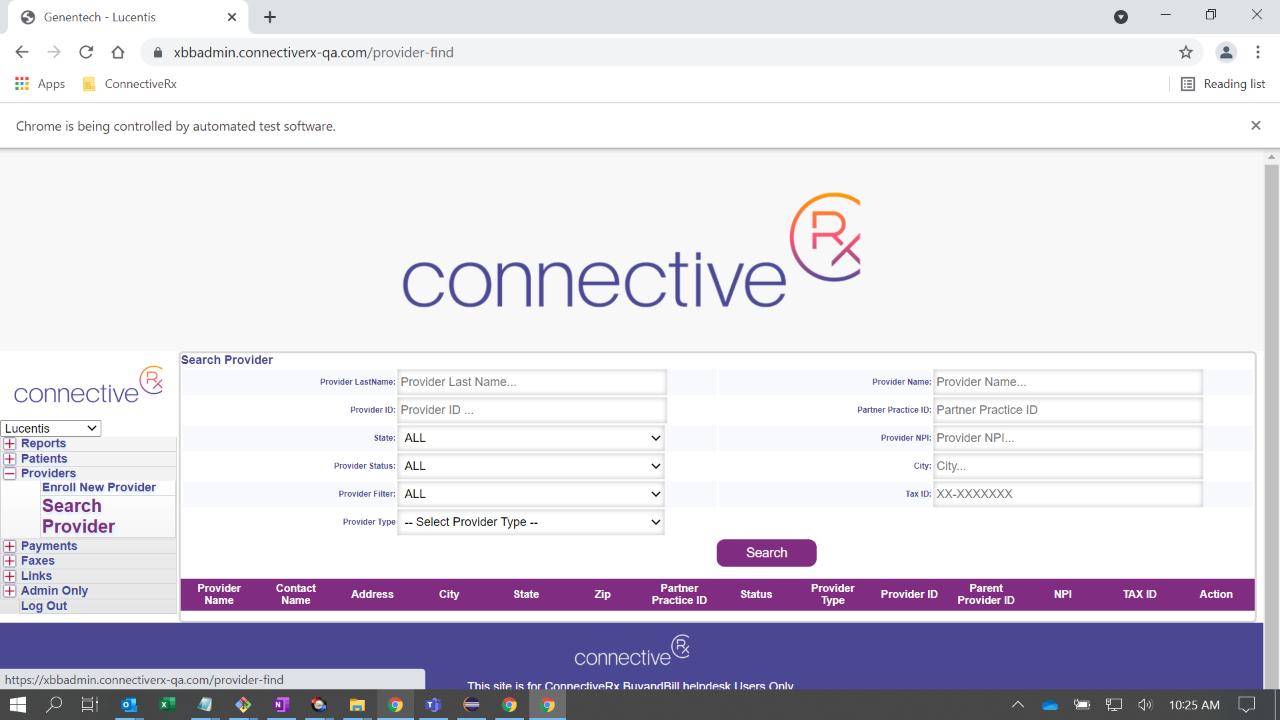 Genentech - Lucentis
xbbadmin.connectiverx-qa.com/provider-find
Apps
ConnectiveRx
Reading list
Chrome is being controlled by automated test software.
connective Rx
connective Rx
Lucentis
Reports
Patients
Providers
Enroll New Provider
Search
Provider
Payments
Faxes
Links
Admin Only
Log Out
Search Provider
Provider LastName: Provider Last Name... Provider Name: Provider Name...
Provider ID: Provider ID ... Partner Practice ID: Partner Practice ID
State: ALL Provider NPI: Provider NPI...
Provider Status: ALL City: City...
Provider Filter: ALL Tax ID: XX-XXXXXXX
Provider Type -- Select Provider Type --
Search
Provider Name Contact Name Address City State Zip Partner Practice ID Status Provider Type Provider ID Parent Provider ID NPI TAX ID Action
connective Rx
This site is for ConnectiveRx BuyandBill helpdesk Users Only
https://xbbadmin.connectiverx-qa.com/provider-find
10:25 AM